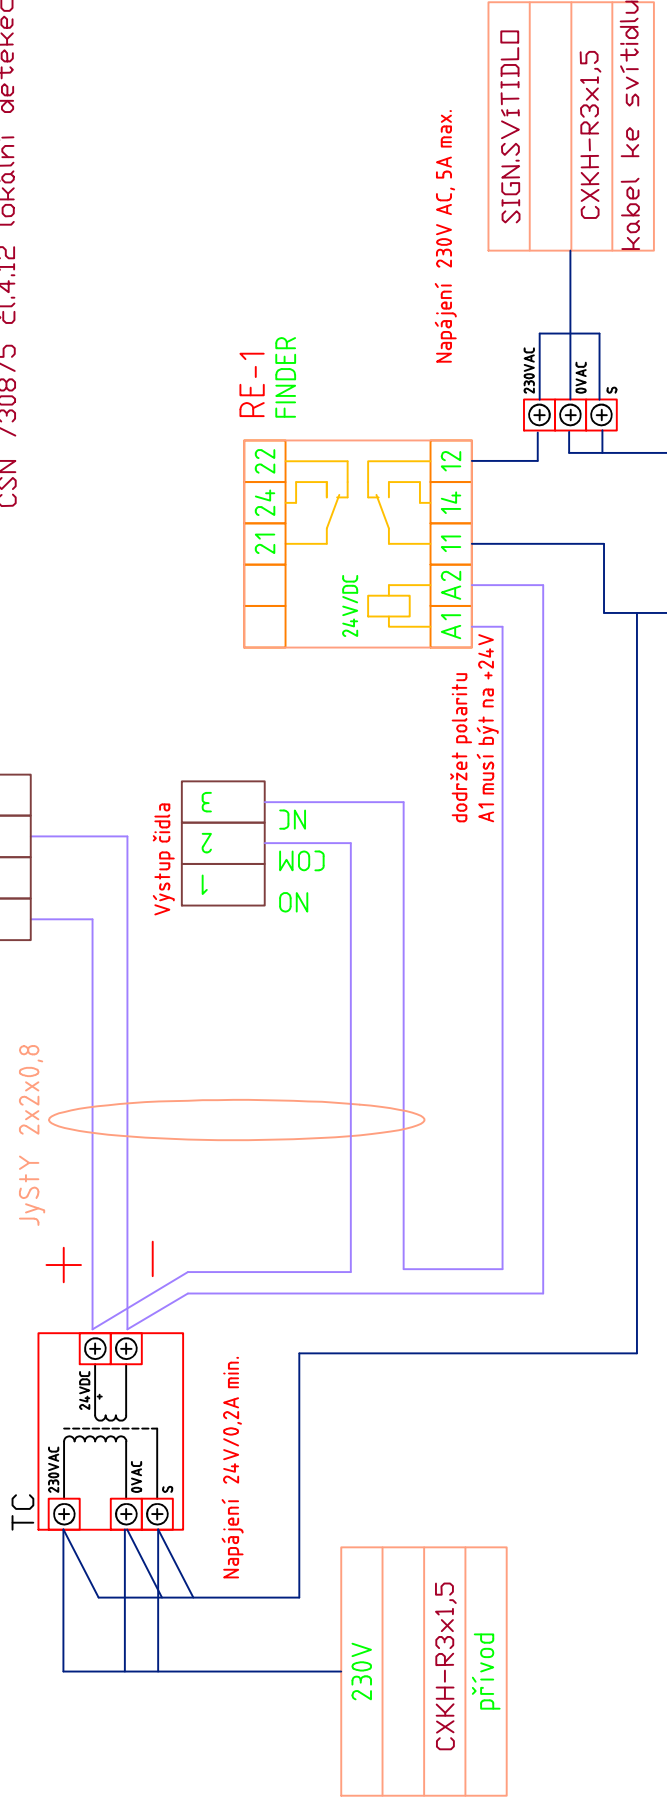 ČSN 730875 čl.4.12 lokální detekec
JyStY 2x2x0,8
+
–
TC
230VAC
0VAC
S
24VDC
+
Napájení 24V/0,2A min.
230V
CXKH-R3x1,5
přívod
Výstup čidla
1 2 3
NO COM NC
RE-1
FINDER
21 24 22
24V/DC
A1 A2 11 14 12
dodržet polaritu
A1 musí být na +24V
Napájení 230V AC, 5A max.
230VAC
0VAC
S
SIGN.SVÍTIDLO
CXKH-R3x1,5
kabel ke svítidlu